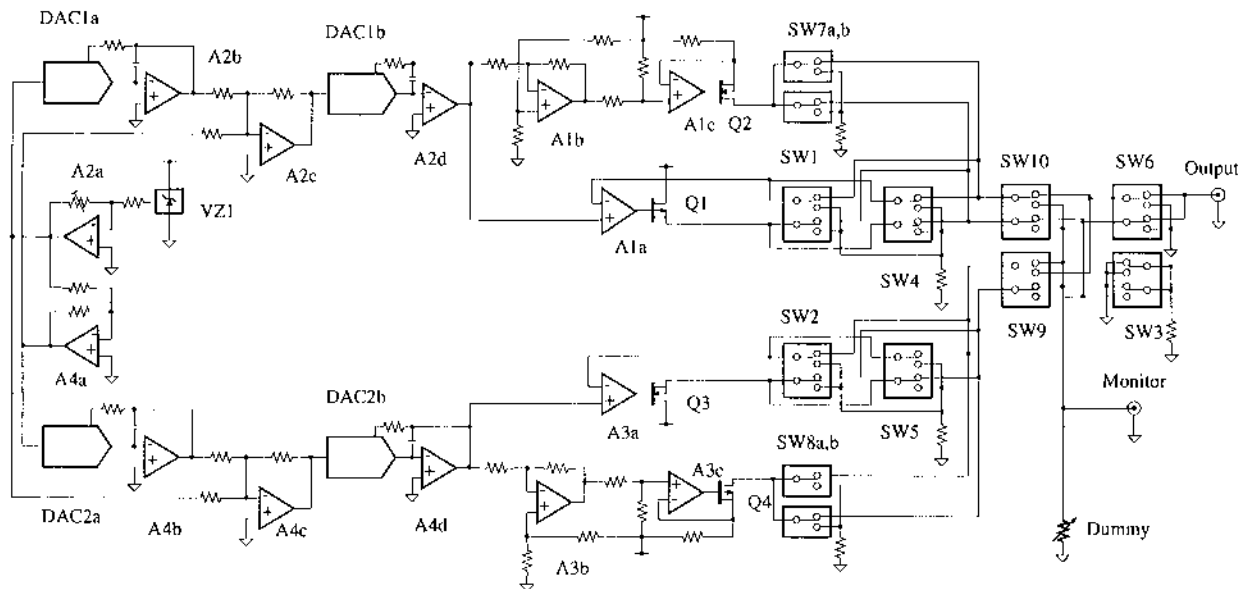 DAC1a
A2b
DAC1b
SW7a,b
A2c
A2d
A1b
A1c
Q2
SW1
SW10
SW6
Output
A2a
VZ1
Q1
A1a
SW4
SW2
SW9
SW3
A4a
DAC2b
Q3
Monitor
A3a
SW5
SW8a,b
A3c
Q4
DAC2a
A4b
A4c
A4d
A3b
Dummy